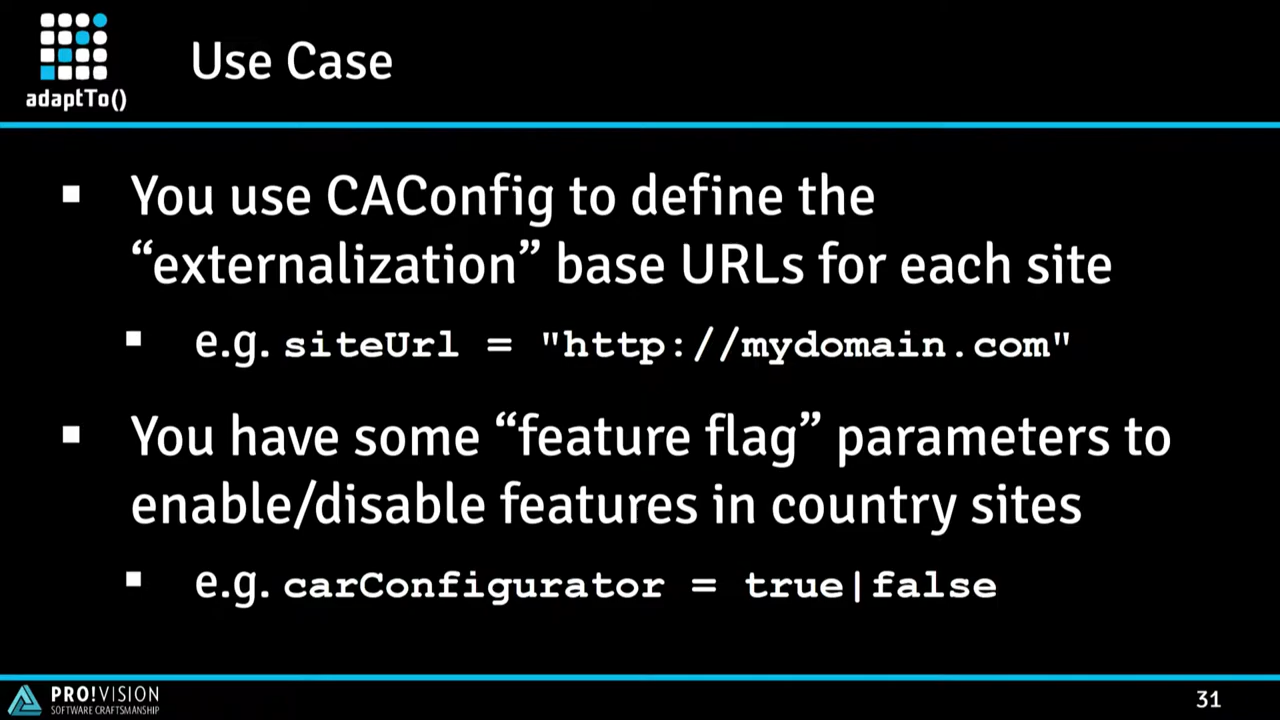 adaptTo()
Use Case
▪ You use CAConfig to define the
“externalization” base URLs for each site
▪ e.g. siteUrl = "http://mydomain.com"
▪ You have some “feature flag” parameters to
enable/disable features in country sites
▪ e.g. carConfigurator = true|false
PRO!VISION
SOFTWARE CRAFTSMANSHIP
31